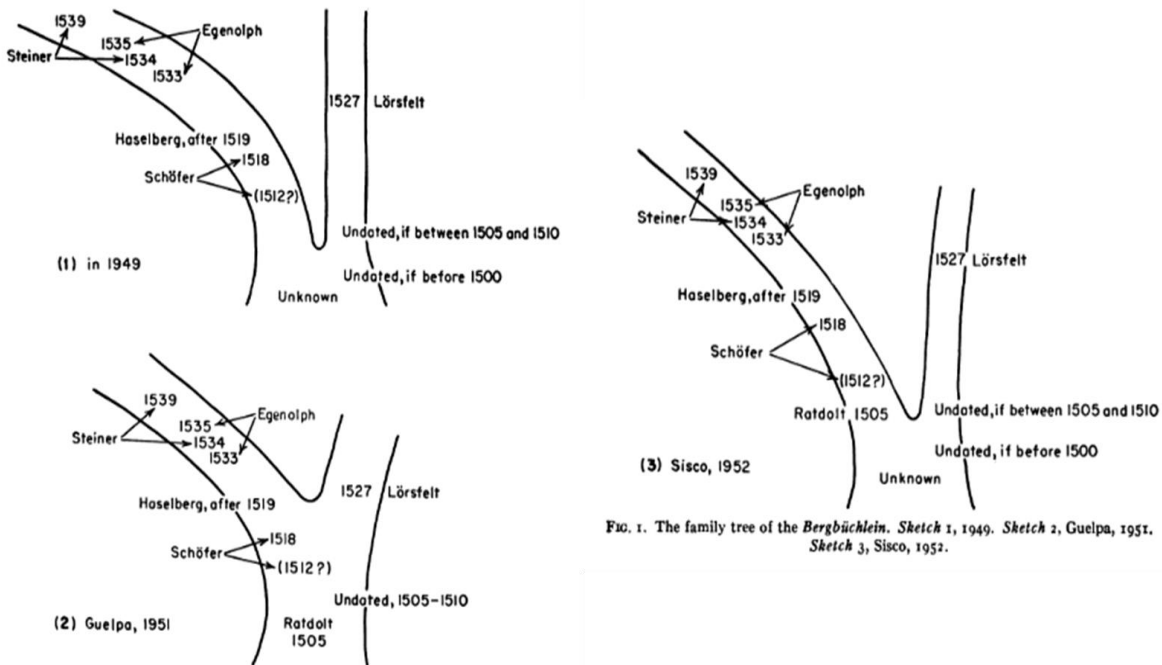 1539
Egenolph
1535
Steiner
1534
1533
1527 Lörsfelt
Haselberg, after 1519
1518
Schöfer
(1512?)
Undated, if between 1505 and 1510
(1) in 1949
Undated, if before 1500
Unknown
1539
Egenolph
1535
Steiner
1534
1533
1527 Lörsfelt
Haselberg, after 1519
1518
Schöfer
(1512?)
Undated, 1505-1510
(2) Guelpa, 1951
Ratdolt
1505
1539
Egenolph
1535
Steiner
1534
1533
1527 Lörsfelt
Haselberg, after 1519
1518
Schöfer
(1512?)
Ratdolt 1505
Undated, if between 1505 and 1510
Undated, if before 1500
(3) Sisco, 1952
Unknown
FIG. 1. The family tree of the Bergbüchlein. Sketch 1, 1949. Sketch 2, Guelpa, 1951.
Sketch 3, Sisco, 1952.